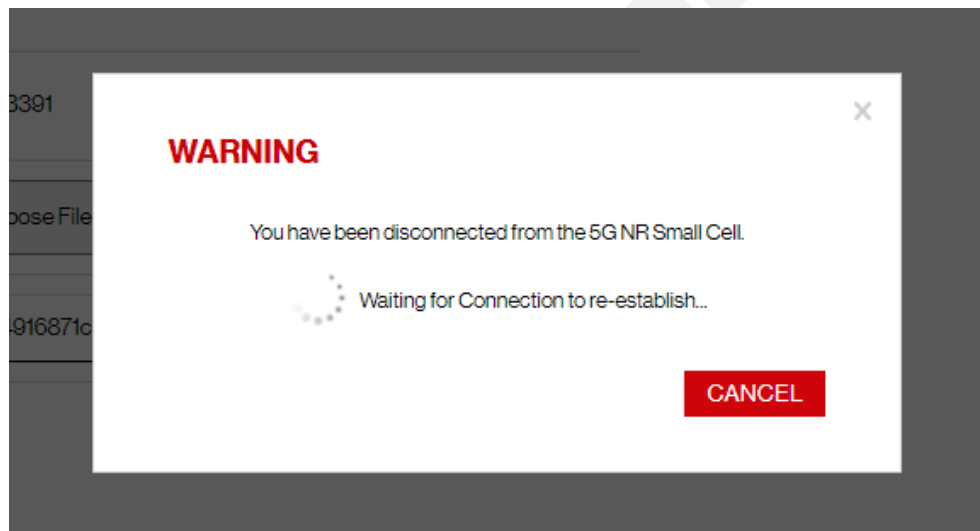 3391
WARNING
You have been disconnected from the 5G NR Small Cell.
oose File
Waiting for Connection to re-establish...
916871c
CANCEL